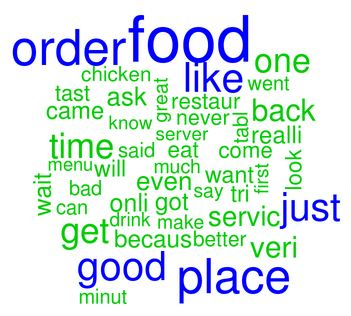 order food
chicken like one
tast ask great restaur went
came know never back
server tabl realli
time said eat come
menu will much want first look
wait bad even say tri
can onli got servic just
drink make
get becaus better veri
good place
minut